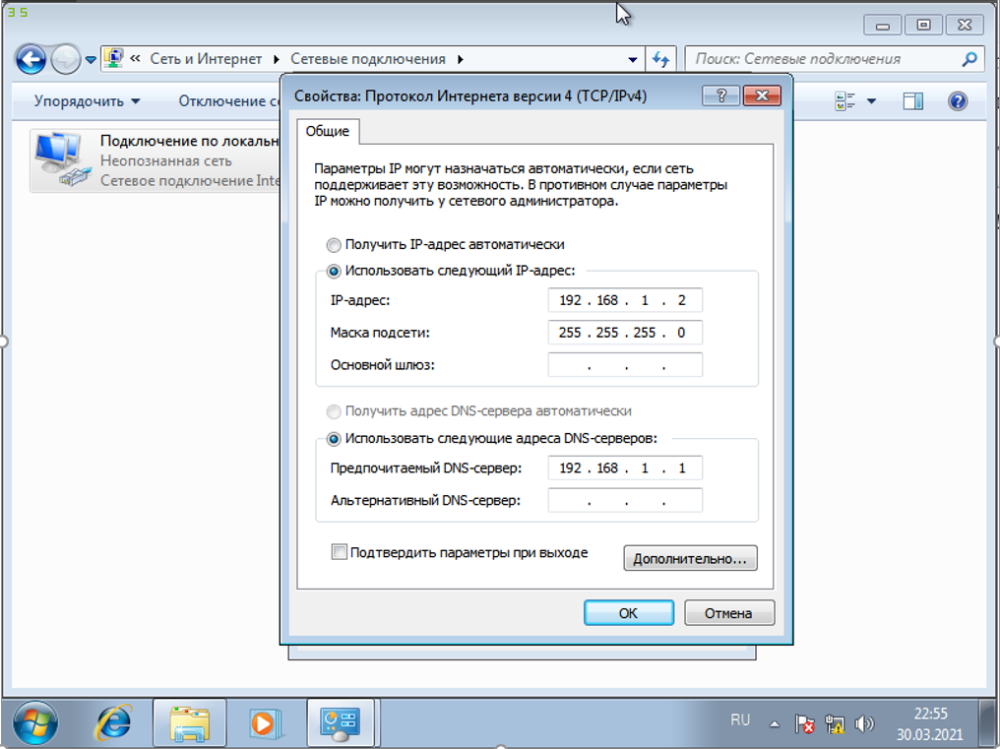 35
« Сеть и Интернет ▸ Сетевые подключения ▸
Поиск: Сетевые подключения
Упорядочить
Отключение се
Подключение по локальн
Неопознанная сеть
Сетевое подключение Inte
Свойства: Протокол Интернета версии 4 (TCP/IPv4)
Общие
Параметры IP могут назначаться автоматически, если сеть
поддерживает эту возможность. В противном случае параметры
IP можно получить у сетевого администратора.
Получить IP-адрес автоматически
Использовать следующий IP-адрес:
IP-адрес: 192 . 168 . 1 . 2
Маска подсети: 255 . 255 . 255 . 0
Основной шлюз: . . .
Получить адрес DNS-сервера автоматически
Использовать следующие адреса DNS-серверов:
Предпочитаемый DNS-сервер: 192 . 168 . 1 . 1
Альтернативный DNS-сервер: . . .
Подтвердить параметры при выходе
Дополнительно...
ОК
Отмена
RU
22:55
30.03.2021